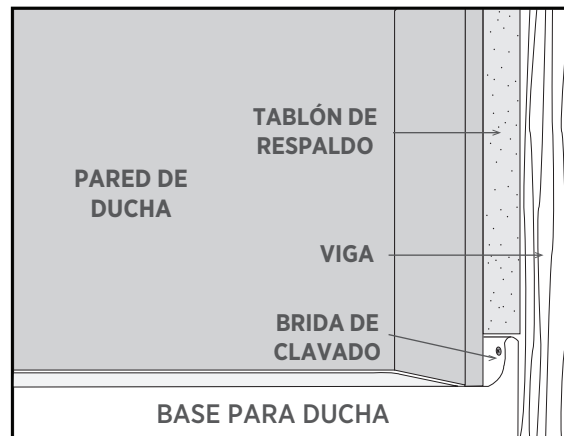 TABLÓN DE
RESPALDO
PARED DE
DUCHA
VIGA
BRIDA DE
CLAVADO
BASE PARA DUCHA